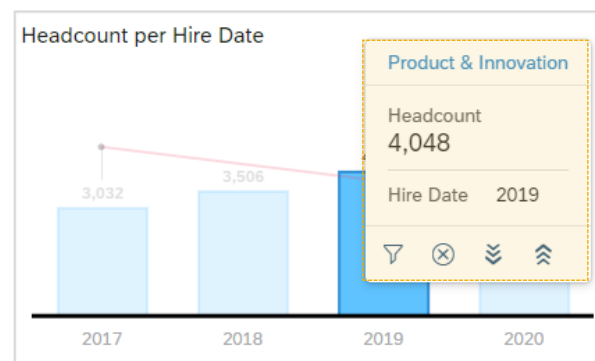 Headcount per Hire Date
Product & Innovation
Headcount
4,048
Hire Date 2019
3,032
3,506
2017 2018 2019 2020